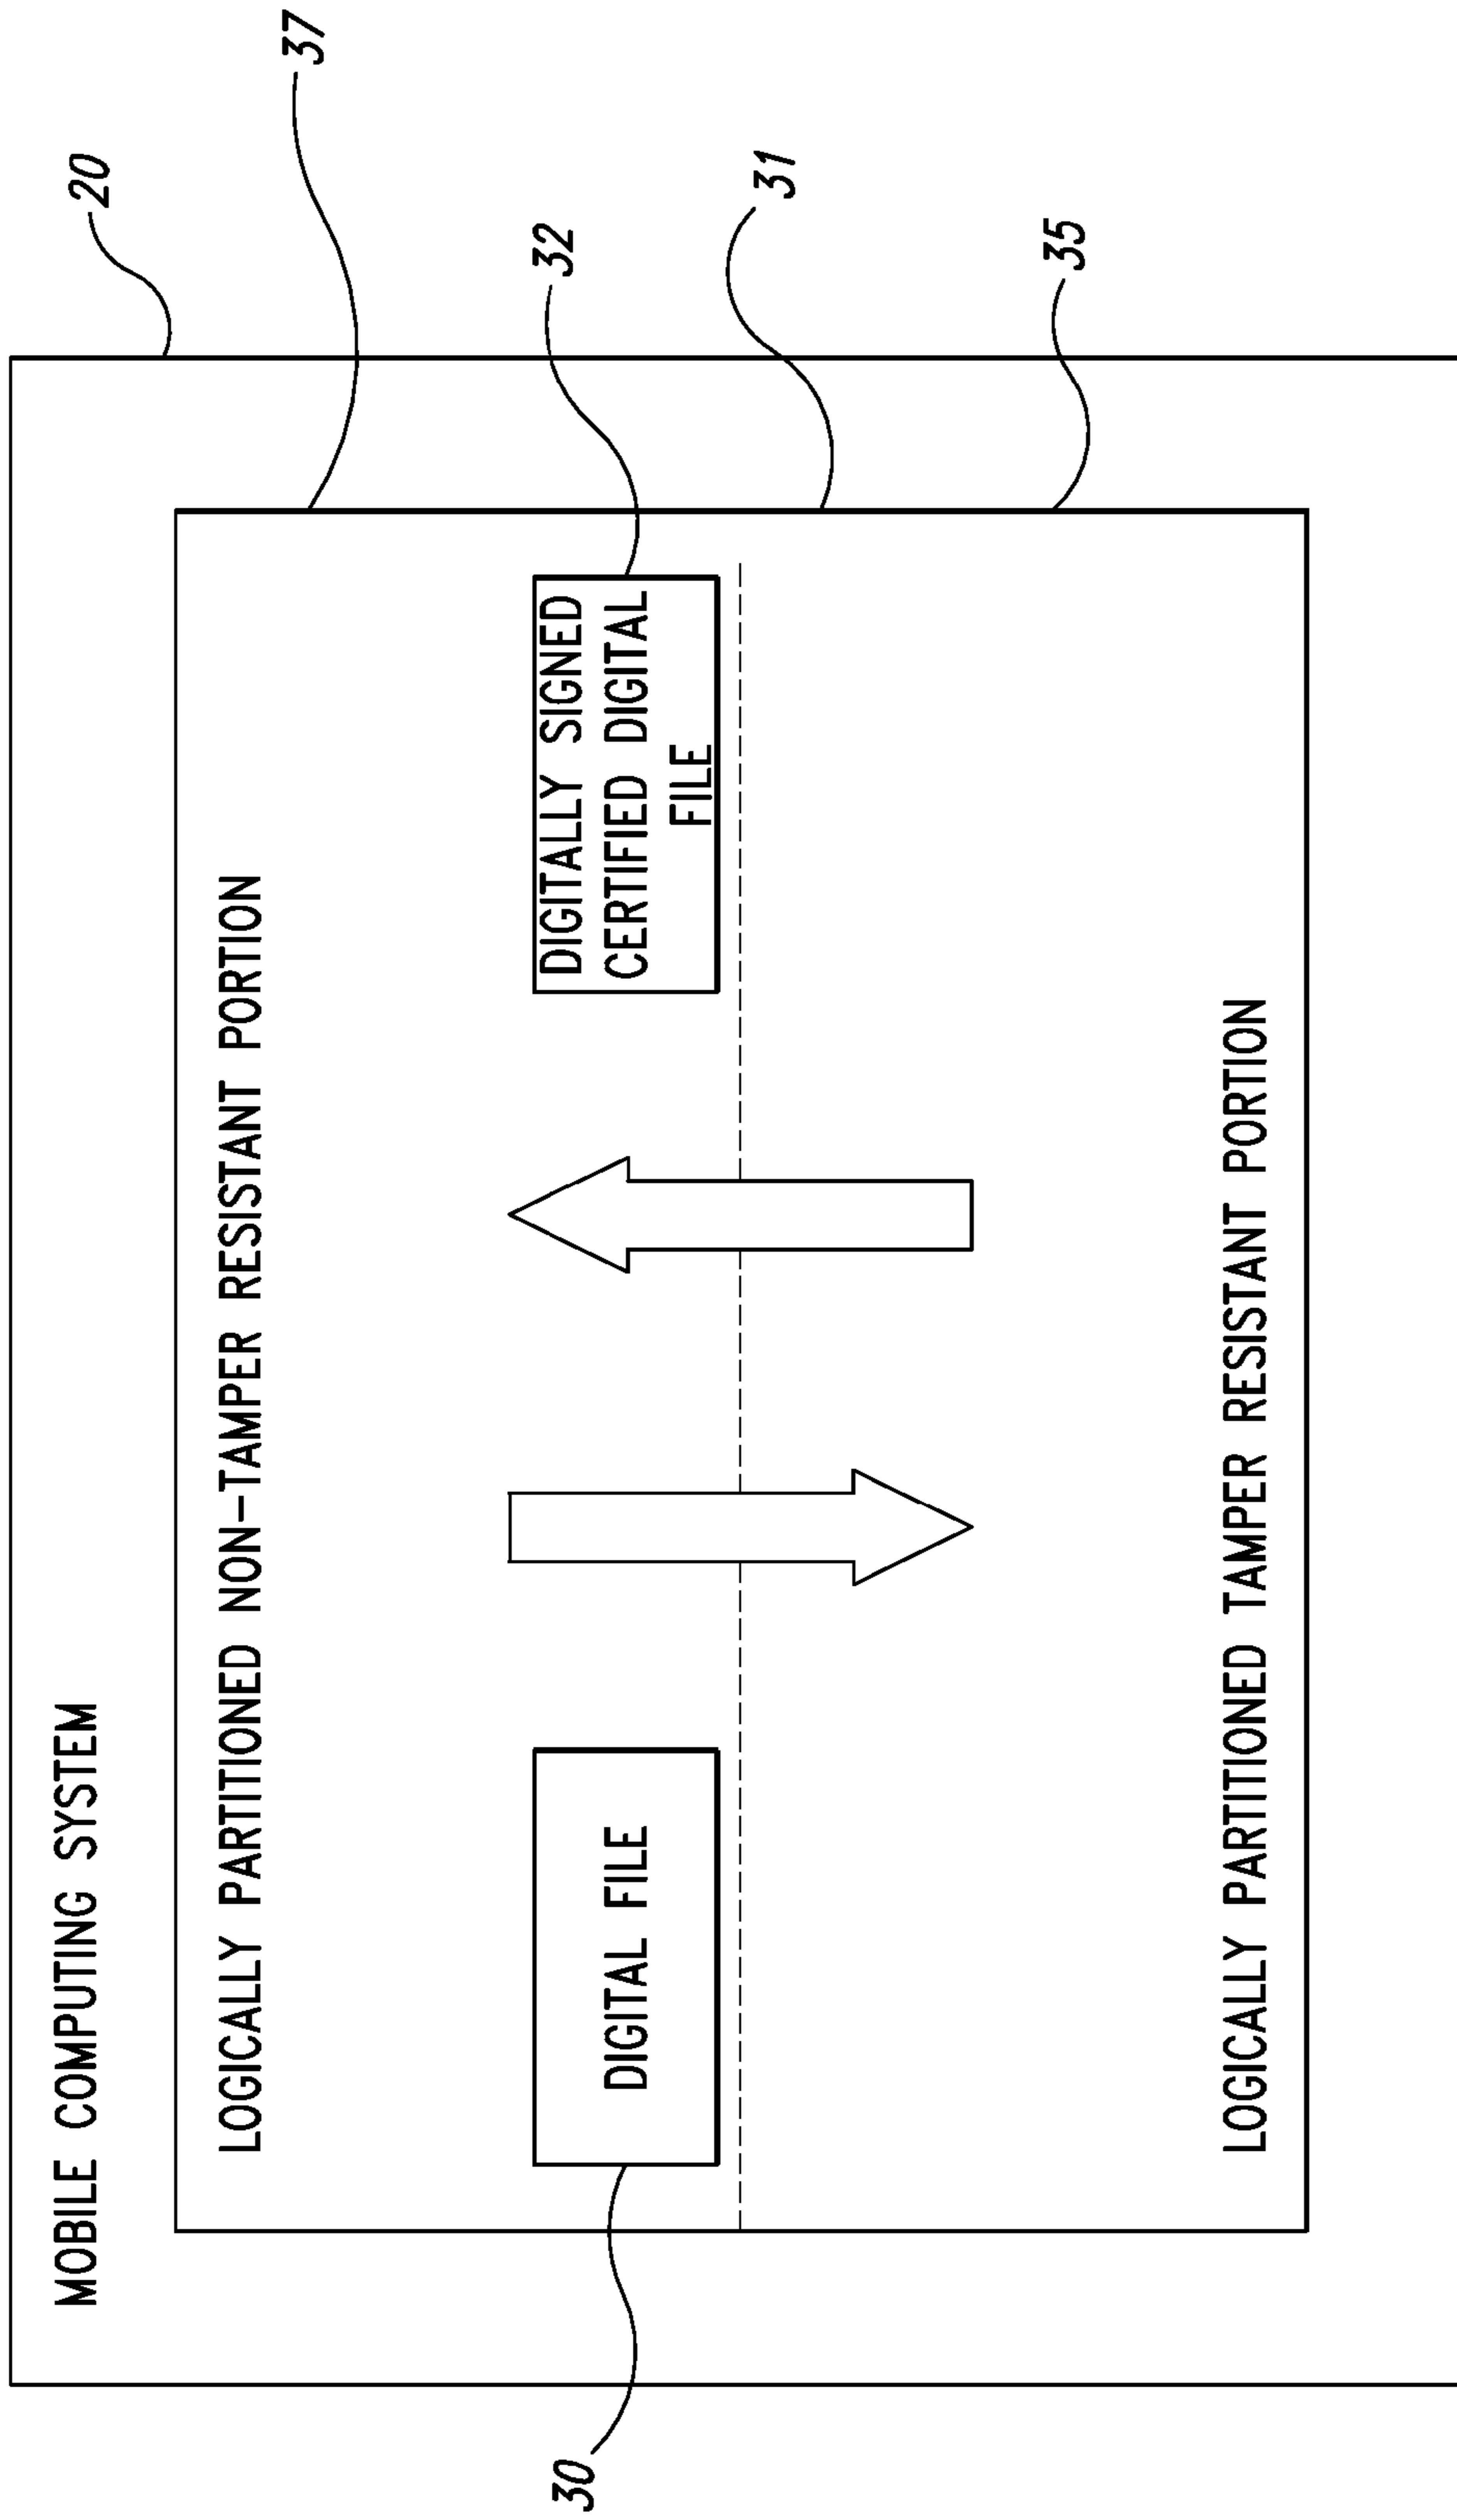 MOBILE COMPUTING SYSTEM
20
LOGICALLY PARTITIONED NON-TAMPER RESISTANT PORTION
37
30
DIGITAL FILE
DIGITALLY SIGNED
CERTIFIED DIGITAL
FILE
32
31
35
LOGICALLY PARTITIONED TAMPER RESISTANT PORTION